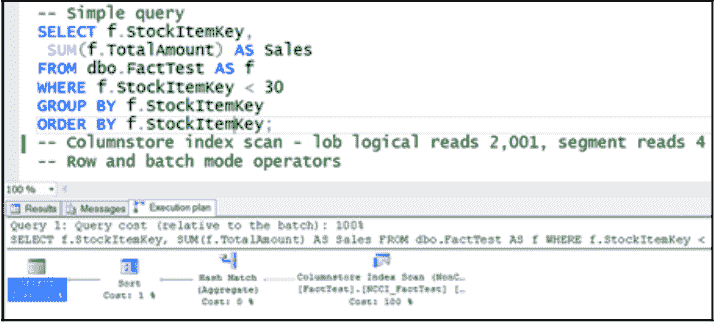 -- Simple query
SELECT f.StockItemKey,
SUM(f.TotalAmount) AS Sales
FROM dbo.FactTest AS f
WHERE f.StockItemKey < 30
GROUP BY f.StockItemKey
ORDER BY f.StockItemKey;
-- Columnstore index scan - lob logical reads 2,001, segment reads 4
-- Row and batch mode operators
100 %
Results Messages Execution plan
Query 1: Query cost (relative to the batch): 100%
SELECT f.StockItemKey, SUM(f.TotalAmount) AS Sales FROM dbo.FactTest AS f WHERE f.StockItemKey <
Sort
Cost: 1 %
Hash Match
(Aggregate)
Cost: 0 %
Columnstore Index Scan (NonC…
[FactTest].[NCCI_FactTest] […
Cost: 100 %